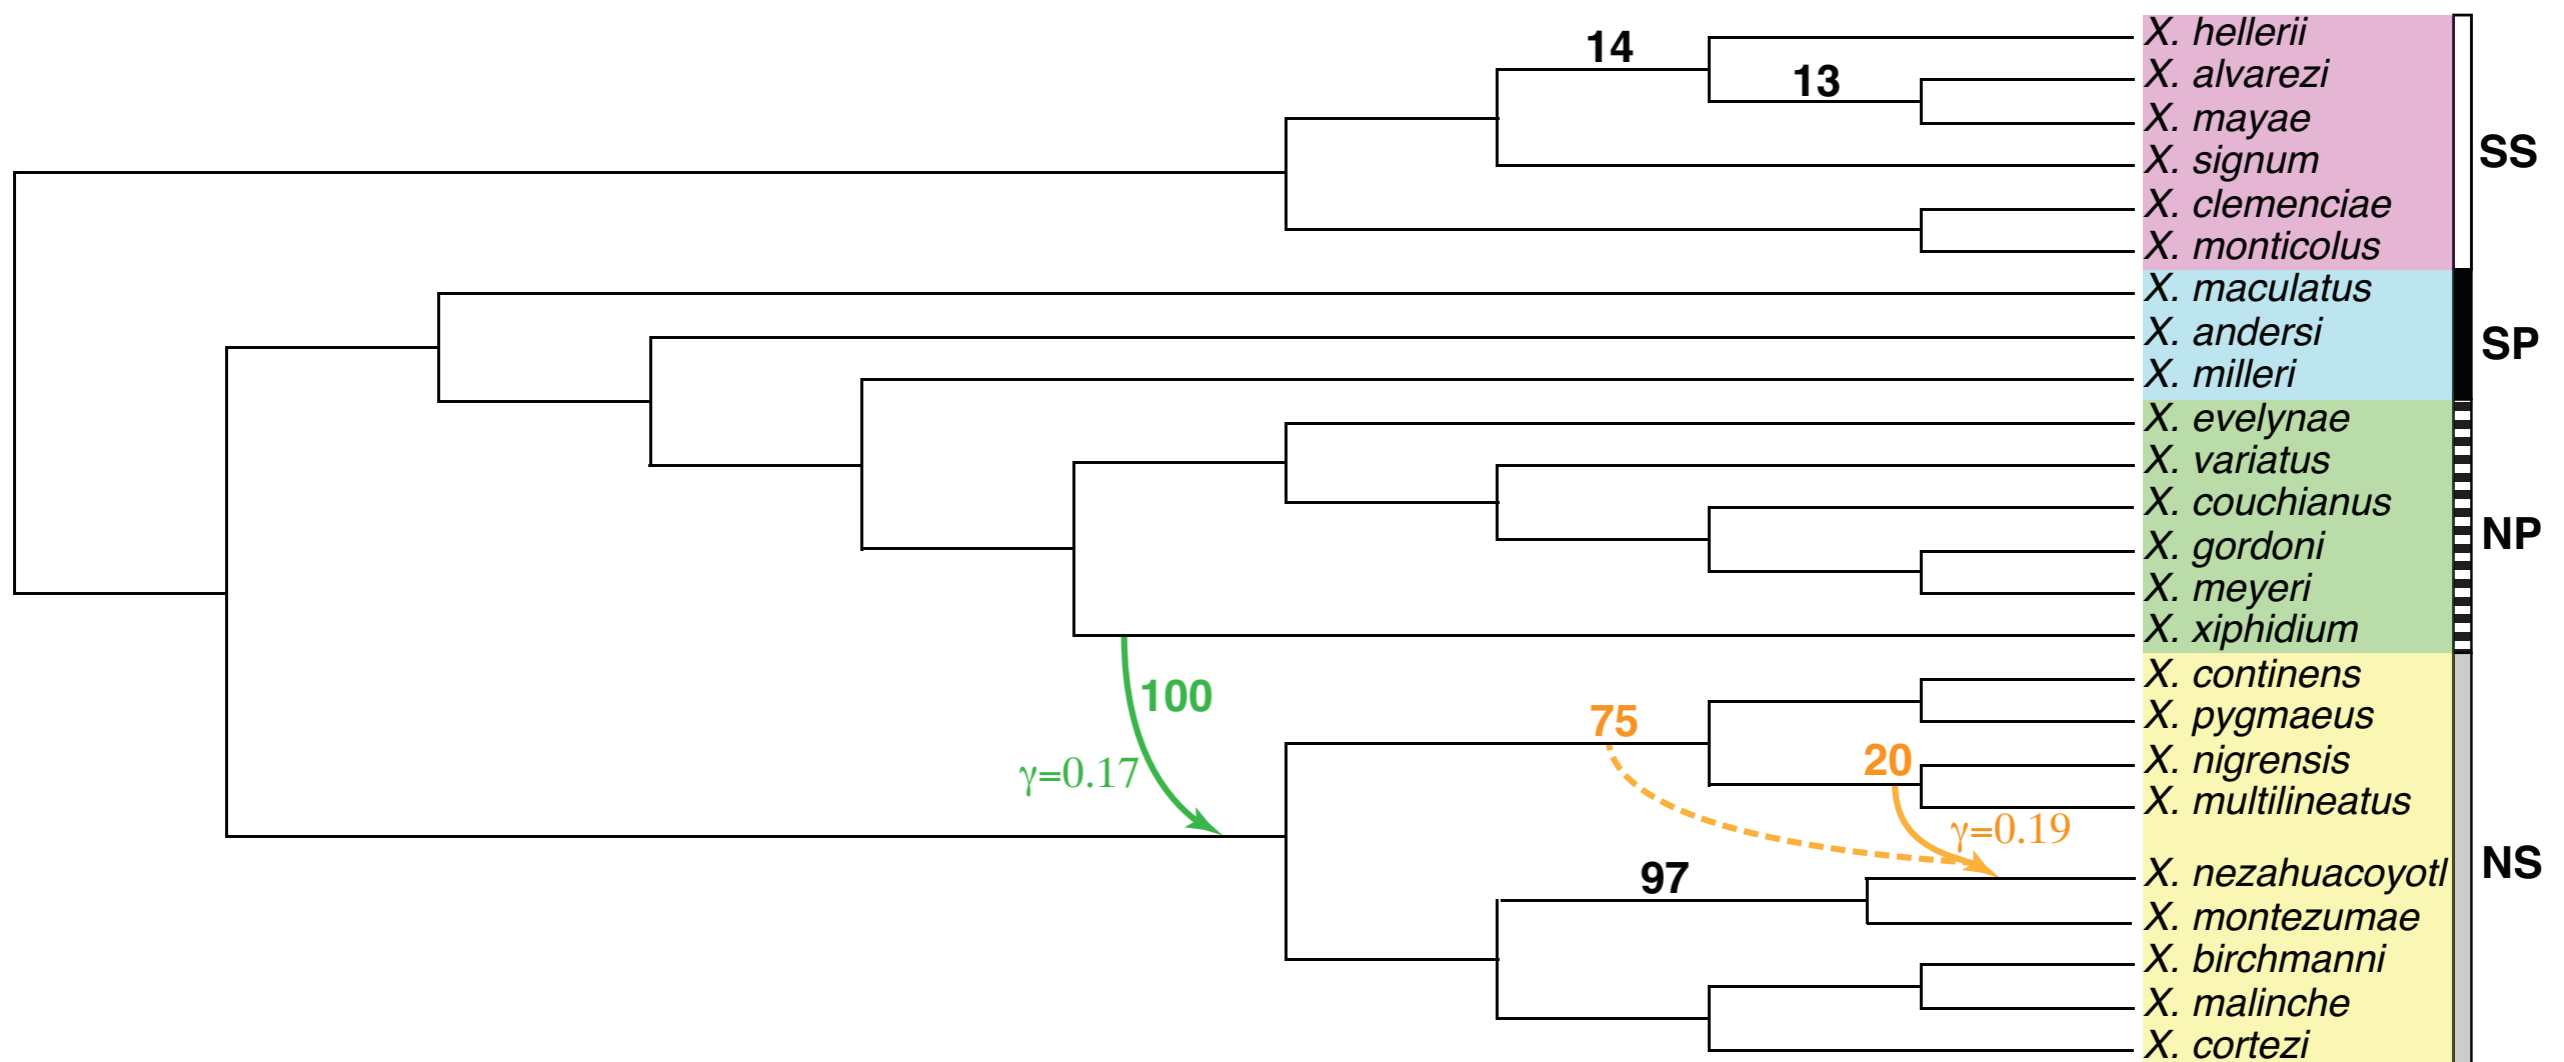 14
X. hellerii
13
X. alvarezi
X. mayae
SS
X. signum
X. clemenciae
X. monticolus
X. maculatus
X. andersi
SP
X. milleri
X. evelynae
X. variatus
X. couchianus
NP
X. gordoni
X. meyeri
X. xiphidium
100
X. continens
75
X. pygmaeus
γ=0.17
20
X. nigrensis
X. multilineatus
γ=0.19
97
X. nezahuacoyotl
NS
X. montezumae
X. birchmanni
X. malinche
X. cortezi